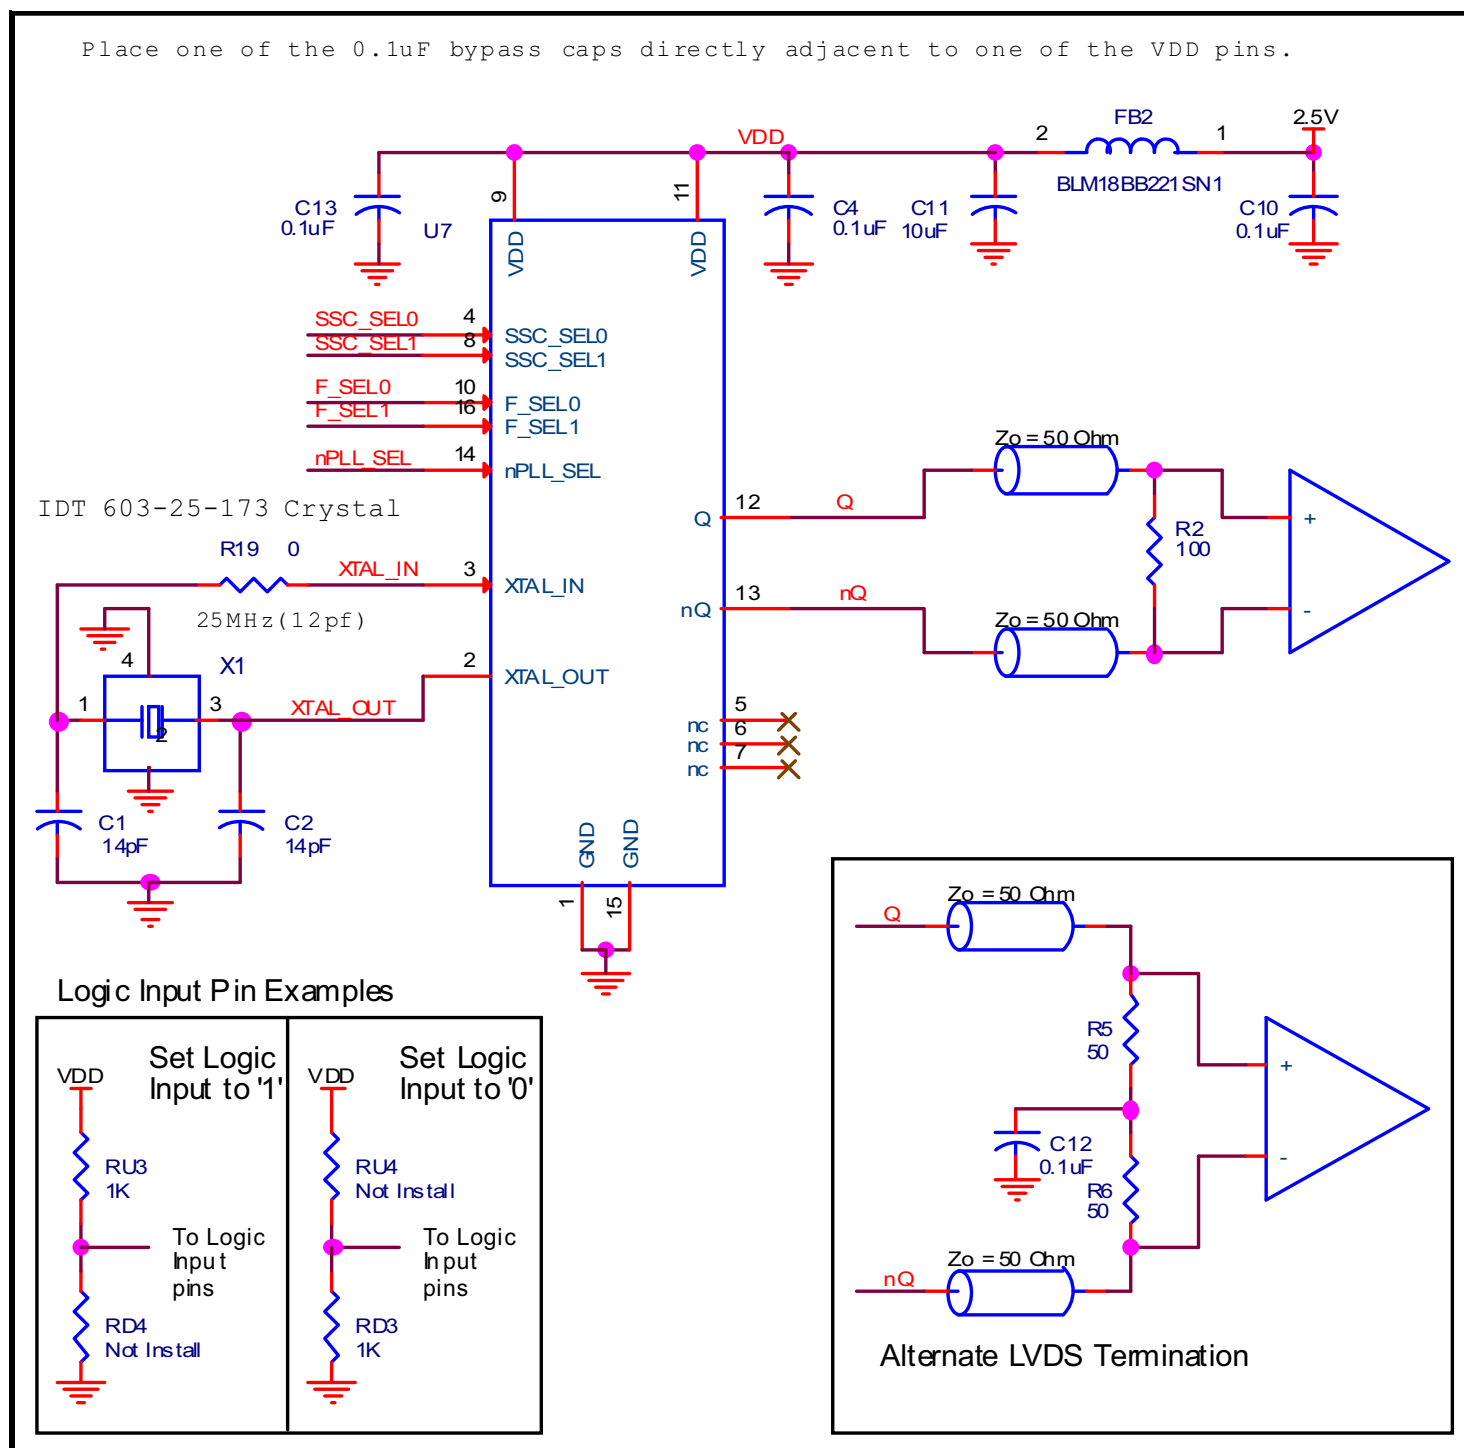 Place one of the 0.1uF bypass caps directly adjacent to one of the VDD pins.
FB2
2.5V
VDD
2
1
BLM18BB221SN1
9
11
C13
0.1uF
U7
C4
0.1uF
C11
10uF
C10
0.1uF
VDD
VDD
SSC_SEL0
4
SSC_SEL0
SSC_SEL1
8
SSC_SEL1
F_SEL0
10
F_SEL0
F_SEL1
16
F_SEL1
nPLL_SEL
14
nPLL_SEL
Zo = 50 Ohm
IDT 603-25-173 Crystal
Q
12
Q
+
R2
100
R19
0
XTAL_IN
3
XTAL_IN
25MHz(12pf)
nQ
13
nQ
-
Zo = 50 Ohm
4
X1
2
XTAL_OUT
1
3
XTAL_OUT
2
nc
5
nc
6
nc
7
C1
14pF
C2
14pF
GND
GND
1
15
Logic Input Pin Examples
Set Logic
Input to '1'
VDD
RU3
1K
To Logic
Input
pins
RD4
Not Install
Set Logic
Input to '0'
VDD
RU4
Not Install
To Logic
Input
pins
RD3
1K
Zo = 50 Ohm
Q
R5
50
+
C12
0.1uF
-
R6
50
Zo = 50 Ohm
nQ
Alternate LVDS Termination